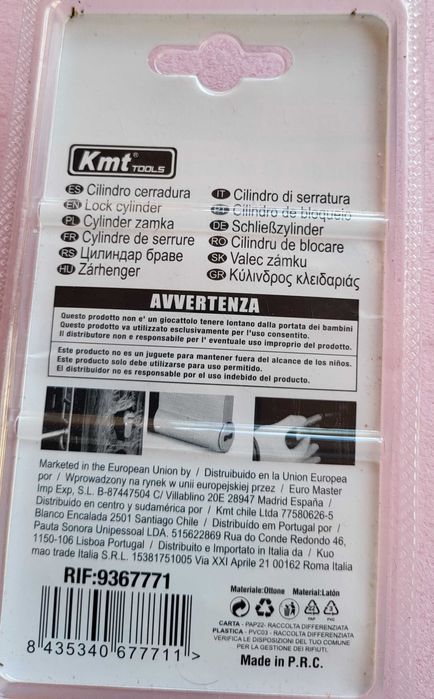 Kmt® TOOLS
ES Cilindro cerradura
EN Lock cylinder
PL Cylinder zamka
FR Cylindre de serrure
RS Цилиндар браве
HU Zárhenger
IT Cilindro di serratura
PT Cilindro de bloqueio
DE Schließzylinder
RO Cilindru de blocare
SK Valec zámku
GR Κύλινδρος κλειδαριάς
AVVERTENZA
Questo prodotto non e' un giocattolo tenere lontano dalla portata dei bambini
Questo prodotto va utilizzato esclusivamente per l'uso consentito.
Il distributore non e responsabile per l' eventuale uso improprio del prodotto.
Este producto no es un juguete para mantener fuera del alcance de los niños.
Este producto solo debe utilizarse para uso permitido.
El distribuidor no es responsable por el uso indebido del producto.
Marketed in the European Union by / Distruibuido en la Union Europea
por / Wprowadzony na rynek w unii europejskiej przez / Euro Master
Imp Exp, S.L. B-87447504 C/ Villablino 20E 28947 Madrid España /
Distribuido en centro y sudamérica por / Kmt chile Ltda 77580626-5
Blanco Encalada 2501 Santiago Chile / Distribuído em Portugal por /
Pauta Sonora Unipessoal LDA. 515622869 Rua do Conde Redondo 46,
1150-106 Lisboa Portugal / Distribuito e Importato in Italia da / Kuo
mao trade Italia S.R.L. 15381751005 Via XXI Aprile 21 00162 Roma Italia
RIF:9367771
8 435340 677711 >
Materiale:Ottone Material:Latón
PAP PVC
CARTA - PAP22- RACCOLTA DIFFERENZIATA
PLASTICA - PVC03 - RACCOLTA DIFFERENZIATA
VERIFICA LE DISPOSIZIONI DEL TUO COMUNE
PER LA GESTIONE DEI RIFIUTI
Made in P.R.C.